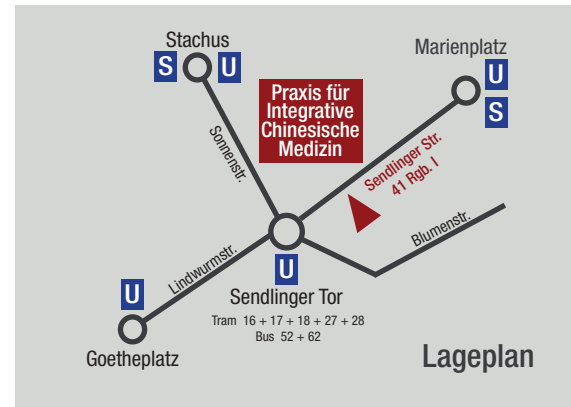 Stachus
S U
Marienplatz
U
S
Praxis für
Integrative
Chinesische
Medizin
Sonnenstr.
Sendlinger Str.
41 Rgb. I
Blumenstr.
Lindwurmstr.
U
Sendlinger Tor
Tram 16 + 17 + 18 + 27 + 28
Bus 52 + 62
U
Goetheplatz
Lageplan